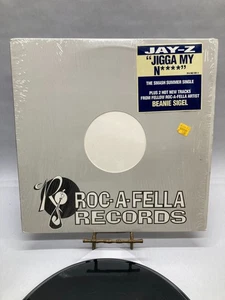 JAY-Z
"JIGGA MY
N****"
THE SMASH SUMMER SINGLE
PLUS 2 HOT NEW TRACKS
FROM FELLOW ROC-A-FELLA ARTIST
BEANIE SIGEL
R
ROC-A-FELLA
RECORDS